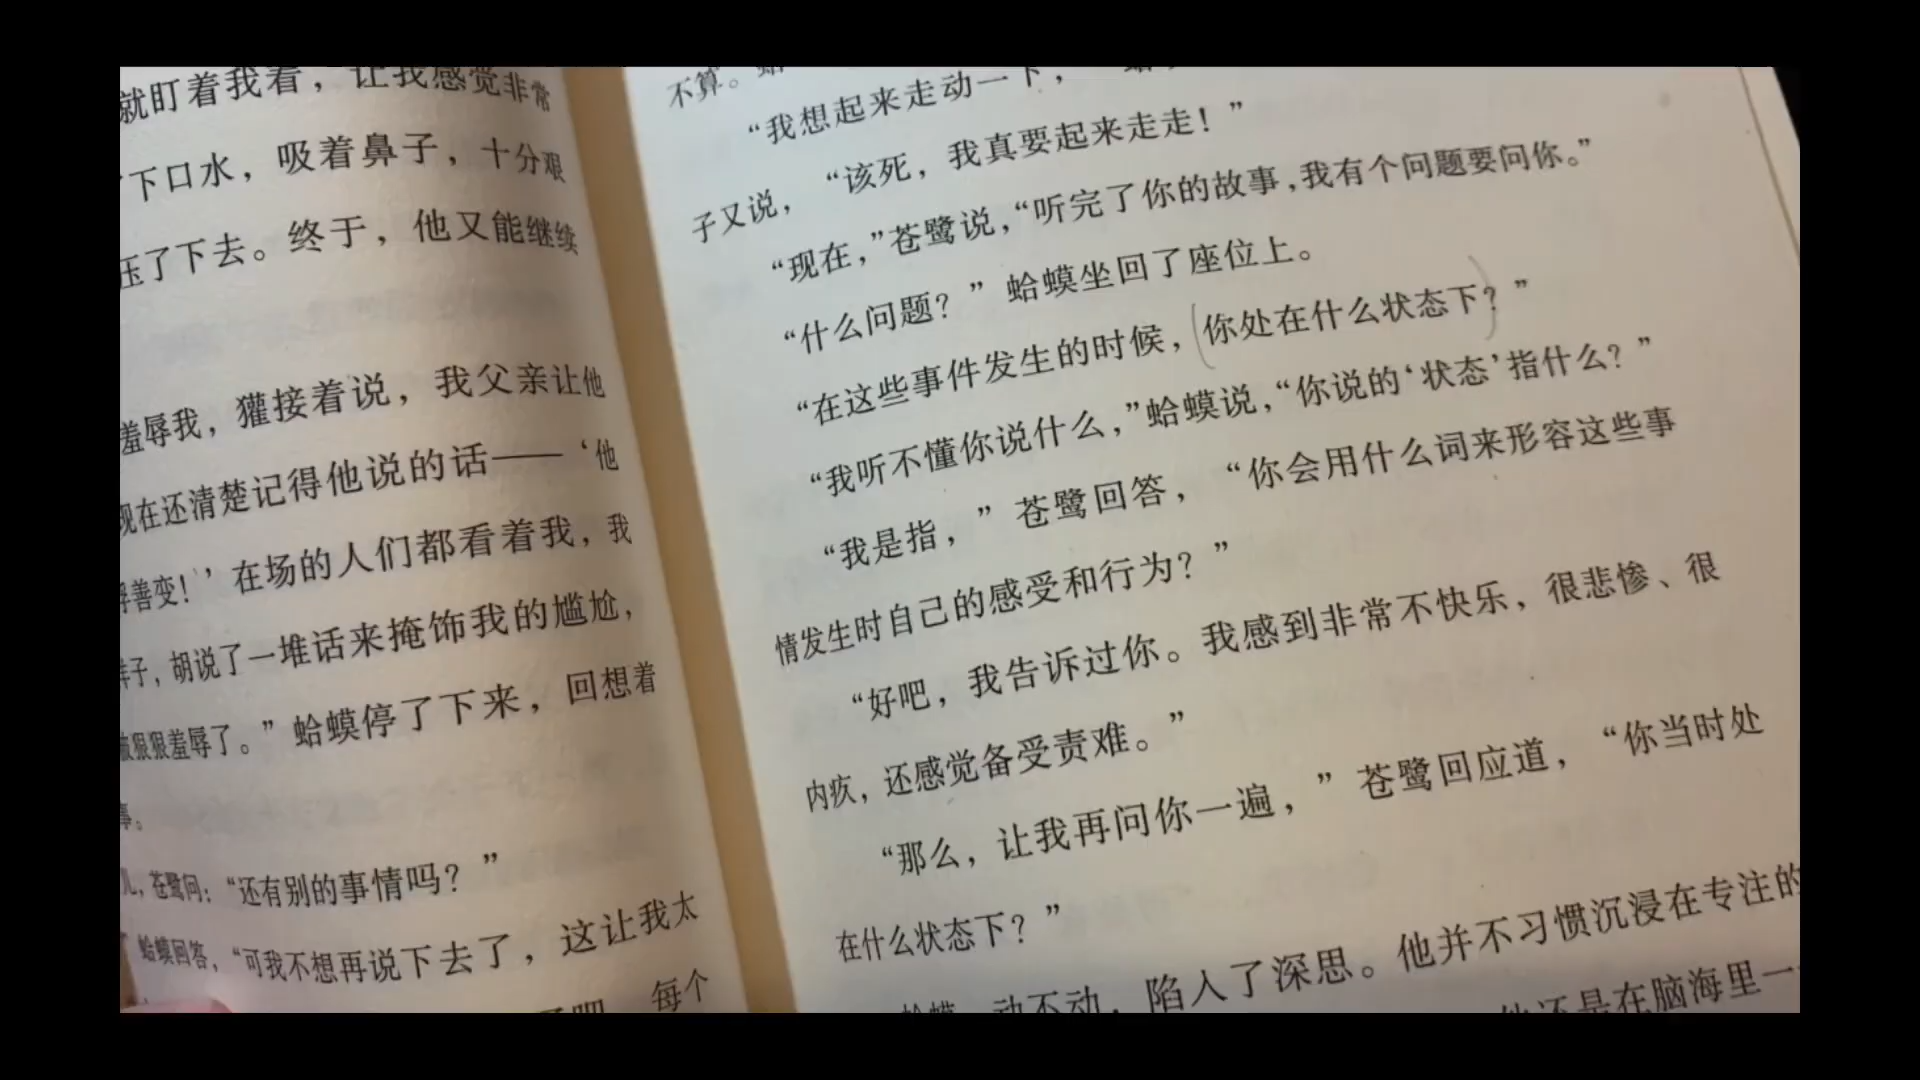 就盯着我看，让我感觉非常
下口水，吸着鼻子，十分艰
压了下去。终于，他又能继续
羞辱我，獾接着说，我父亲让他
现在还清楚记得他说的话——‘他
善变！’在场的人们都看着我，我
样子，胡说了一堆话来掩饰我的尴尬，
狠狠羞辱了。”蛤蟆停了下来，回想着
事。
儿，苍鹭问：“还有别的事情吗？”
蛤蟆回答，“可我不想再说下去了，这让我太
每个
不算。
“我想起来走动一下，
子又说，“该死，我真要起来走走！”
“现在，”苍鹭说，“听完了你的故事，我有个问题要问你。”
“什么问题？”蛤蟆坐回了座位上。
“在这些事件发生的时候，(你处在什么状态下？)”
“我听不懂你说什么，”蛤蟆说，“你说的‘状态’指什么？”
“我是指，”苍鹭回答，“你会用什么词来形容这些事
情发生时自己的感受和行为？”
“好吧，我告诉过你。我感到非常不快乐，很悲惨、很
内疚，还感觉备受责难。”
“那么，让我再问你一遍，”苍鹭回应道，“你当时处
在什么状态下？”
蛤蟆一动不动，陷入了深思。他并不习惯沉浸在专注的
他还是在脑海里一